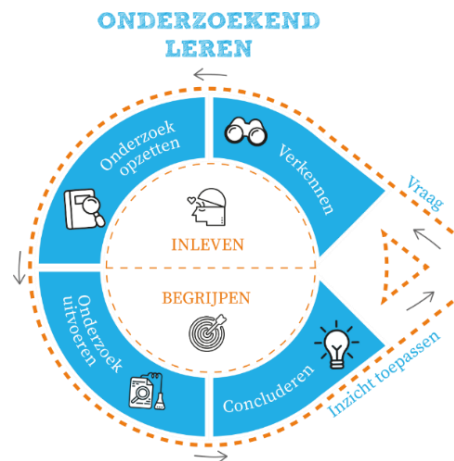 ONDERZOEKEND
LEREN
Vraag
Verkennen
Onderzoek
opzetten
INLEVEN
BEGRIJPEN
Onderzoek
uitvoeren
Concluderen
Inzicht toepassen